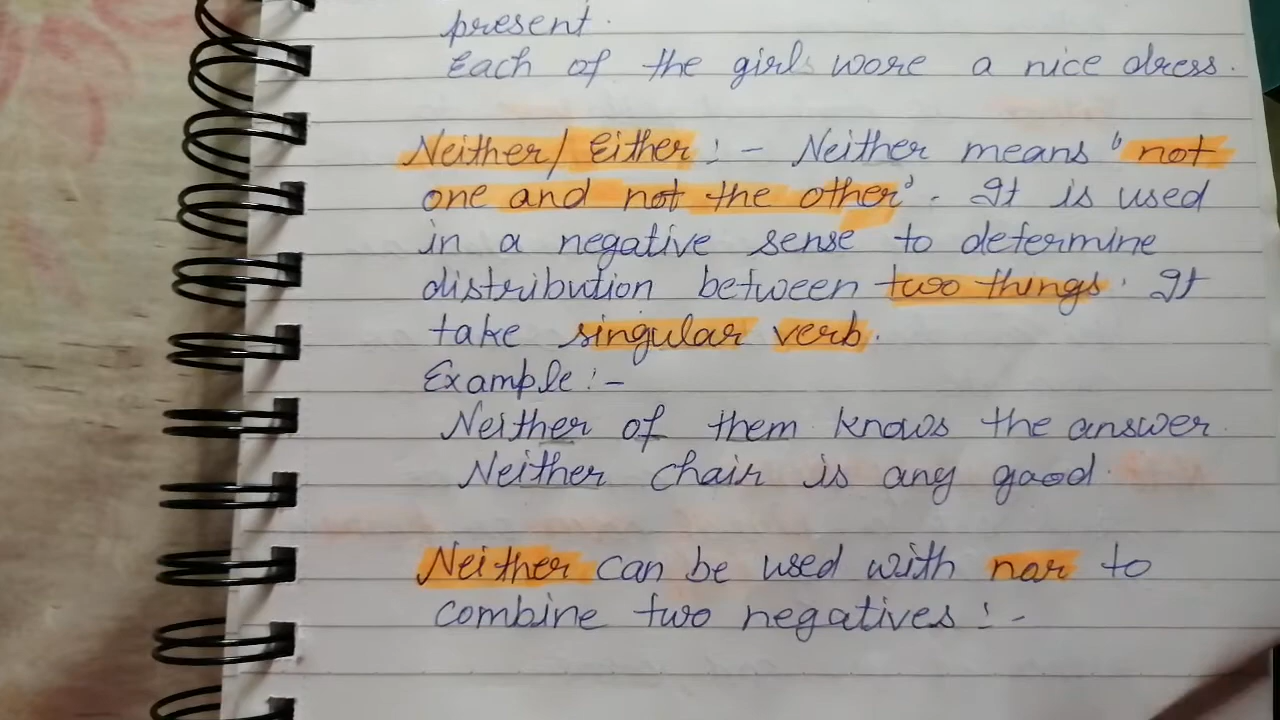 present.
Each of the girls wore a nice dress.
Neither/ Either :- Neither means 'not
one and not the other'. It is used
in a negative sense to determine
distribution between two things. It
take singular verb.
Example :-
Neither of them knows the answer.
Neither chair is any good.
Neither can be used with nor to
combine two negatives :-